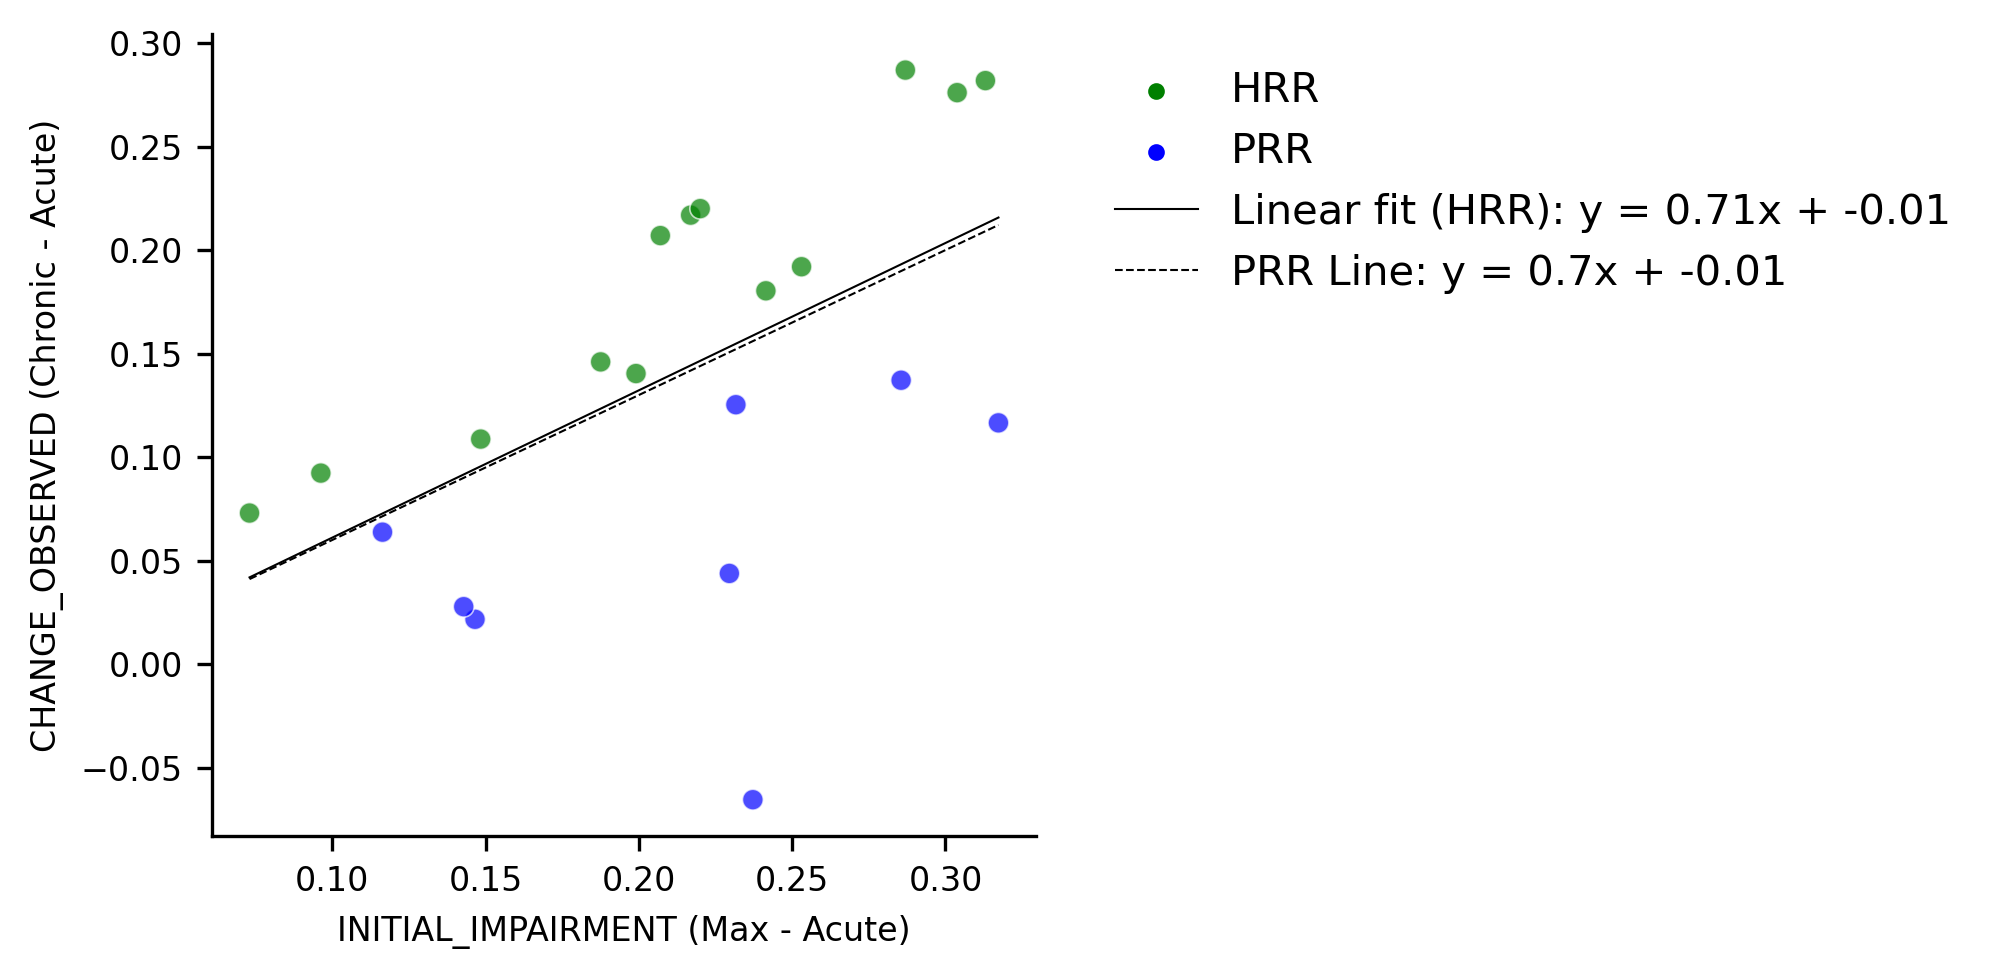 0.30
0.25
0.20
0.15
0.10
0.05
0.00
−0.05
CHANGE_OBSERVED (Chronic - Acute)
0.10 0.15 0.20 0.25 0.30
INITIAL_IMPAIRMENT (Max - Acute)
HRR
PRR
Linear fit (HRR): y = 0.71x + -0.01
PRR Line: y = 0.7x + -0.01